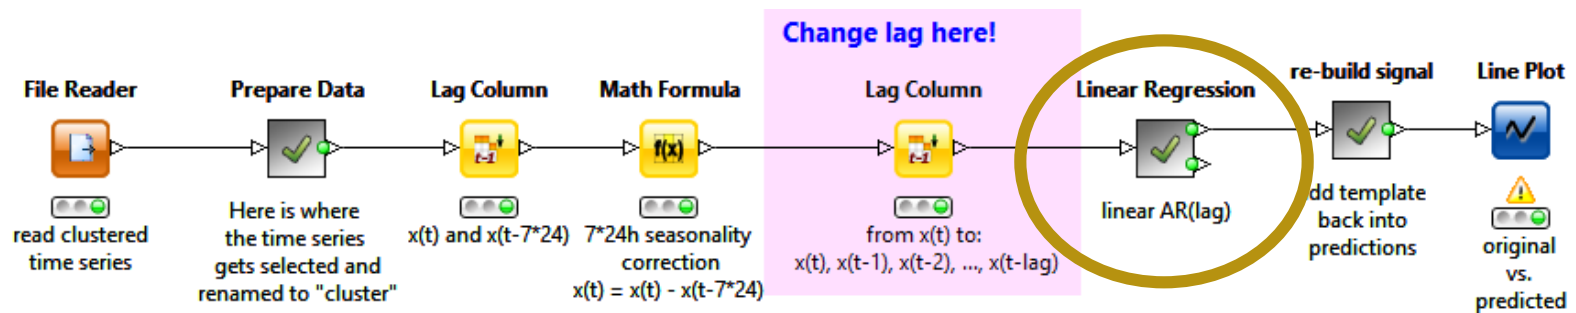 Change lag here!
File Reader
Prepare Data
Lag Column
Math Formula
Lag Column
Linear Regression
re-build signal
Line Plot
t-1
f(x)
t-1
read clustered
time series
Here is where
the time series
gets selected and
renamed to "cluster"
x(t) and x(t-7*24)
7*24h seasonality
correction
x(t) = x(t) - x(t-7*24)
from x(t) to:
x(t), x(t-1), x(t-2), ..., x(t-lag)
linear AR(lag)
dd template
back into
predictions
original
vs.
predicted